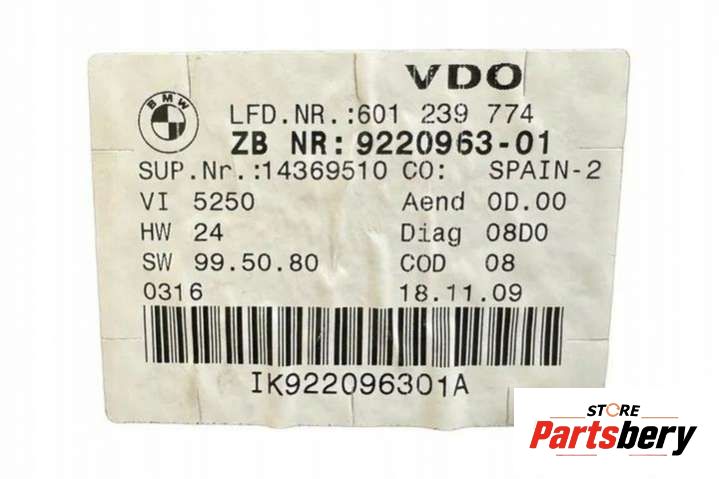 VDO
BMW
LFD.NR.:601 239 774
ZB NR: 9220963-01
SUP.Nr.:14369510 CO: SPAIN-2
VI 5250 Aend 0D.00
HW 24 Diag 08D0
SW 99.50.80 COD 08
0316 18.11.09
IK922096301A
STORE
Partsbery